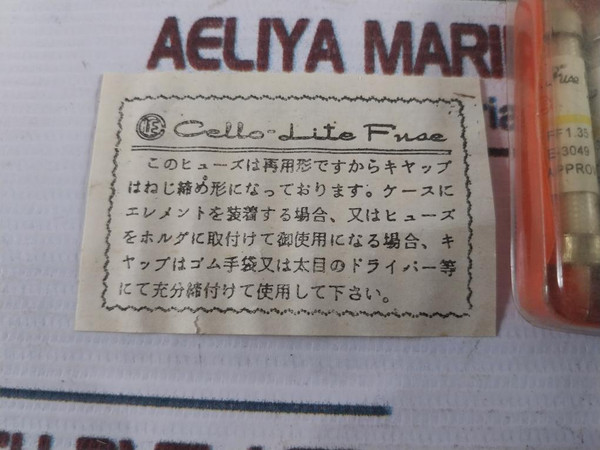 AELIYA MARI
Cello-Lite Fuse
このヒューズは再用形ですからキャップ
はねじ締め形になっております。ケースに
エレメントを装着する場合、又はヒューズ
をホルダに取付けて御使用になる場合、キ
ャップはゴム手袋又は太目のドライバー等
にて充分締付けて使用して下さい。
Fuse
1.35
E-3049
APPRO